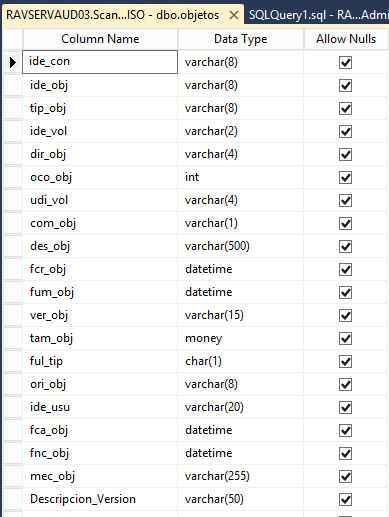 RAVSERVAUD03.Scan...ISO - dbo.objetos SQLQuery1.sql - RA...Admi
Column Name Data Type Allow Nulls
ide_con varchar(8)
ide_obj varchar(8)
tip_obj varchar(8)
ide_vol varchar(2)
dir_obj varchar(4)
oco_obj int
udi_vol varchar(4)
com_obj varchar(1)
des_obj varchar(500)
fcr_obj datetime
fum_obj datetime
ver_obj varchar(15)
tam_obj money
ful_tip char(1)
ori_obj varchar(8)
ide_usu varchar(20)
fca_obj datetime
fnc_obj datetime
mec_obj varchar(255)
Descripcion_Version varchar(50)